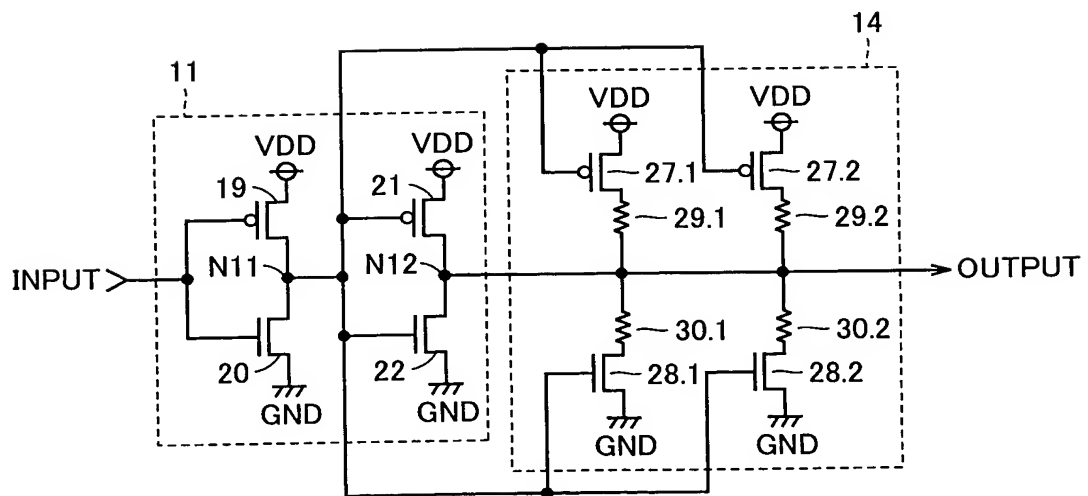 14
11
VDD
VDD
VDD
VDD
19
21
27.1
27.2
29.1
29.2
INPUT
N11
N12
OUTPUT
20
22
30.1
30.2
28.1
28.2
GND
GND
GND
GND